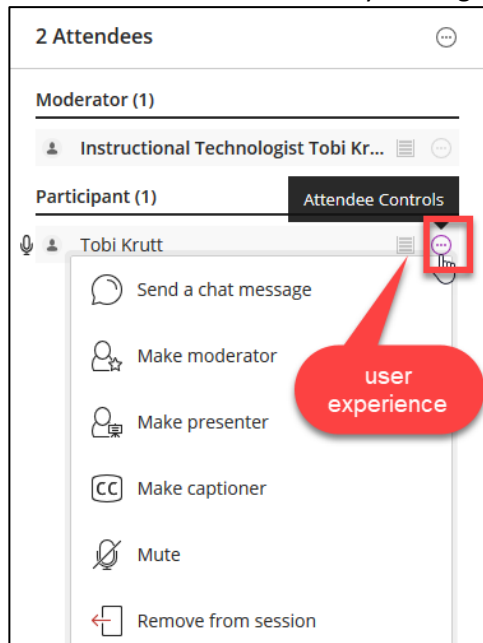 2 Attendees
Moderator (1)
Instructional Technologist Tobi Kr...
Participant (1)
Attendee Controls
Tobi Krutt
Send a chat message
Make moderator
user
experience
Make presenter
CC Make captioner
Mute
Remove from session